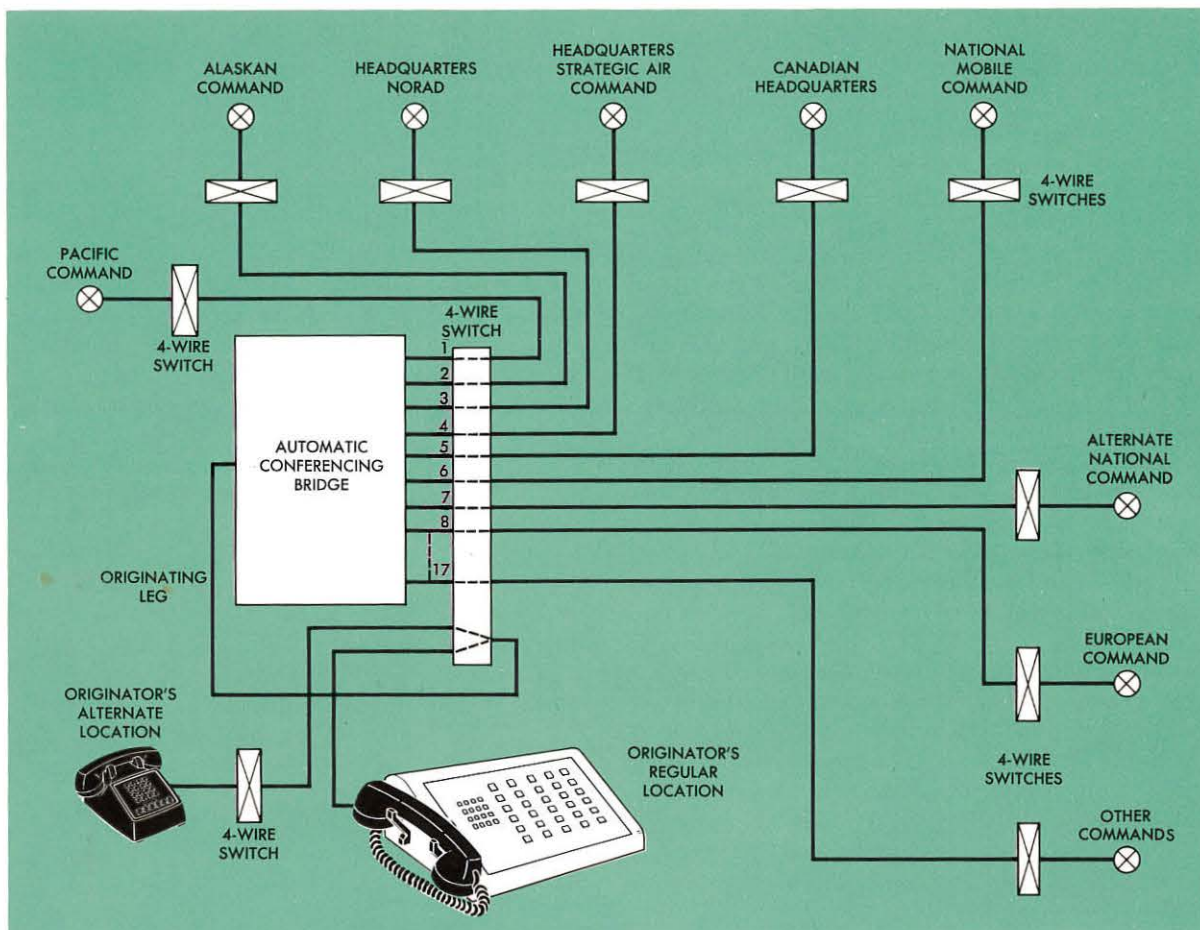 ALASKAN
COMMAND
HEADQUARTERS
NORAD
HEADQUARTERS
STRATEGIC AIR
COMMAND
CANADIAN
HEADQUARTERS
NATIONAL
MOBILE
COMMAND
4-WIRE
SWITCHES
PACIFIC
COMMAND
4-WIRE
SWITCH
4-WIRE
SWITCH
1
2
3
4
5
6
7
8
17
AUTOMATIC
CONFERENCING
BRIDGE
ALTERNATE
NATIONAL
COMMAND
ORIGINATING
LEG
EUROPEAN
COMMAND
ORIGINATOR'S
ALTERNATE
LOCATION
4-WIRE
SWITCH
ORIGINATOR'S
REGULAR
LOCATION
4-WIRE
SWITCHES
OTHER
COMMANDS